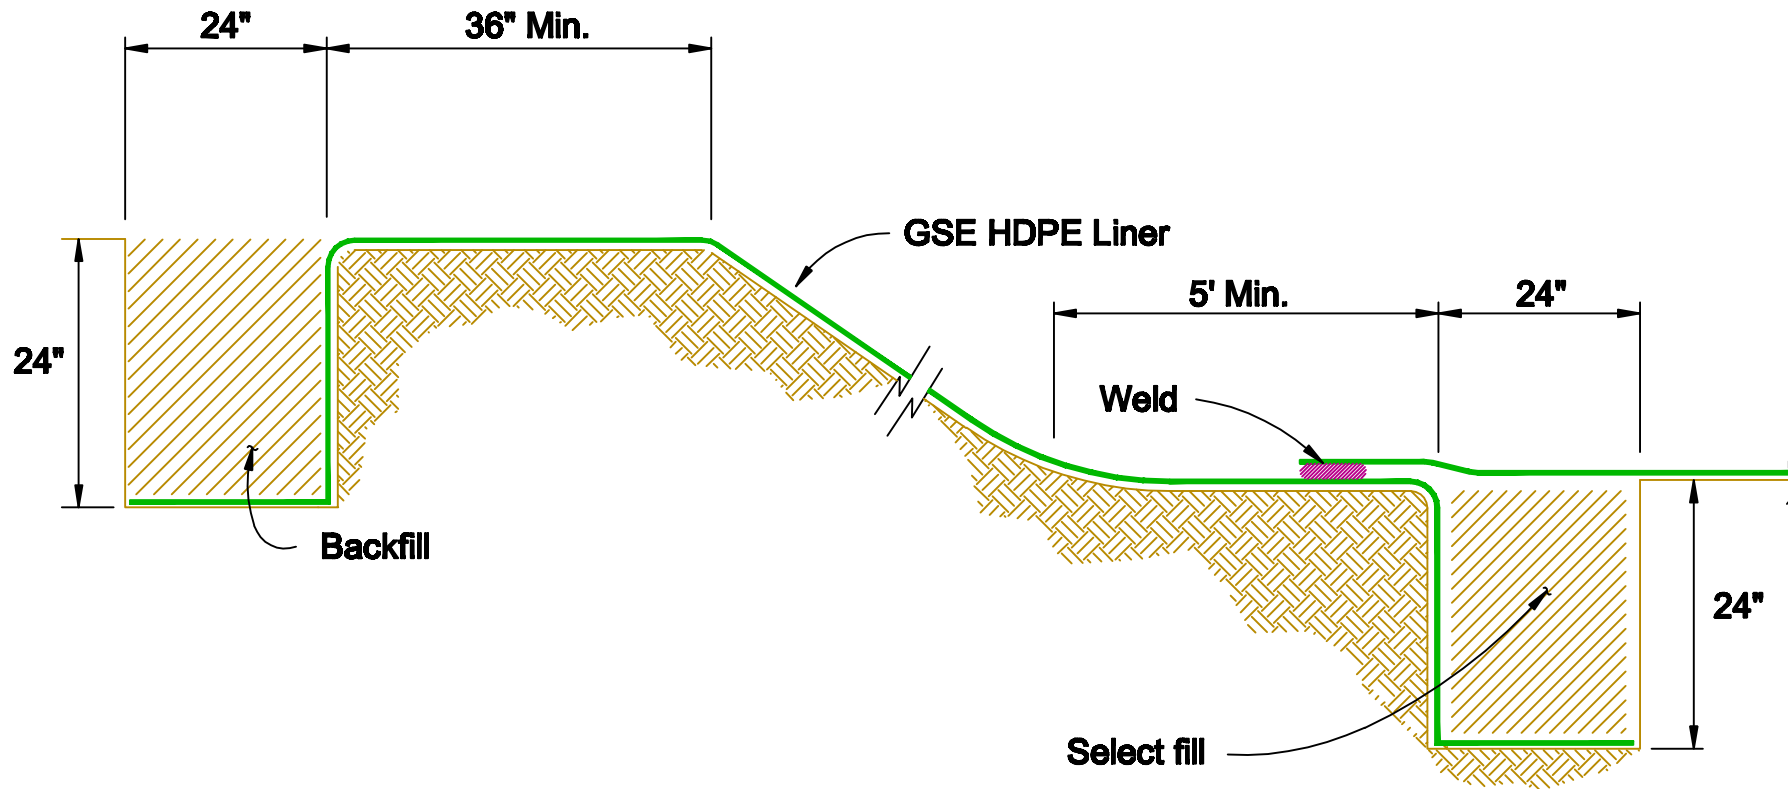 24" 36" Min.
GSE HDPE Liner
5' Min. 24"
24"
Weld
Backfill
24"
Select fill